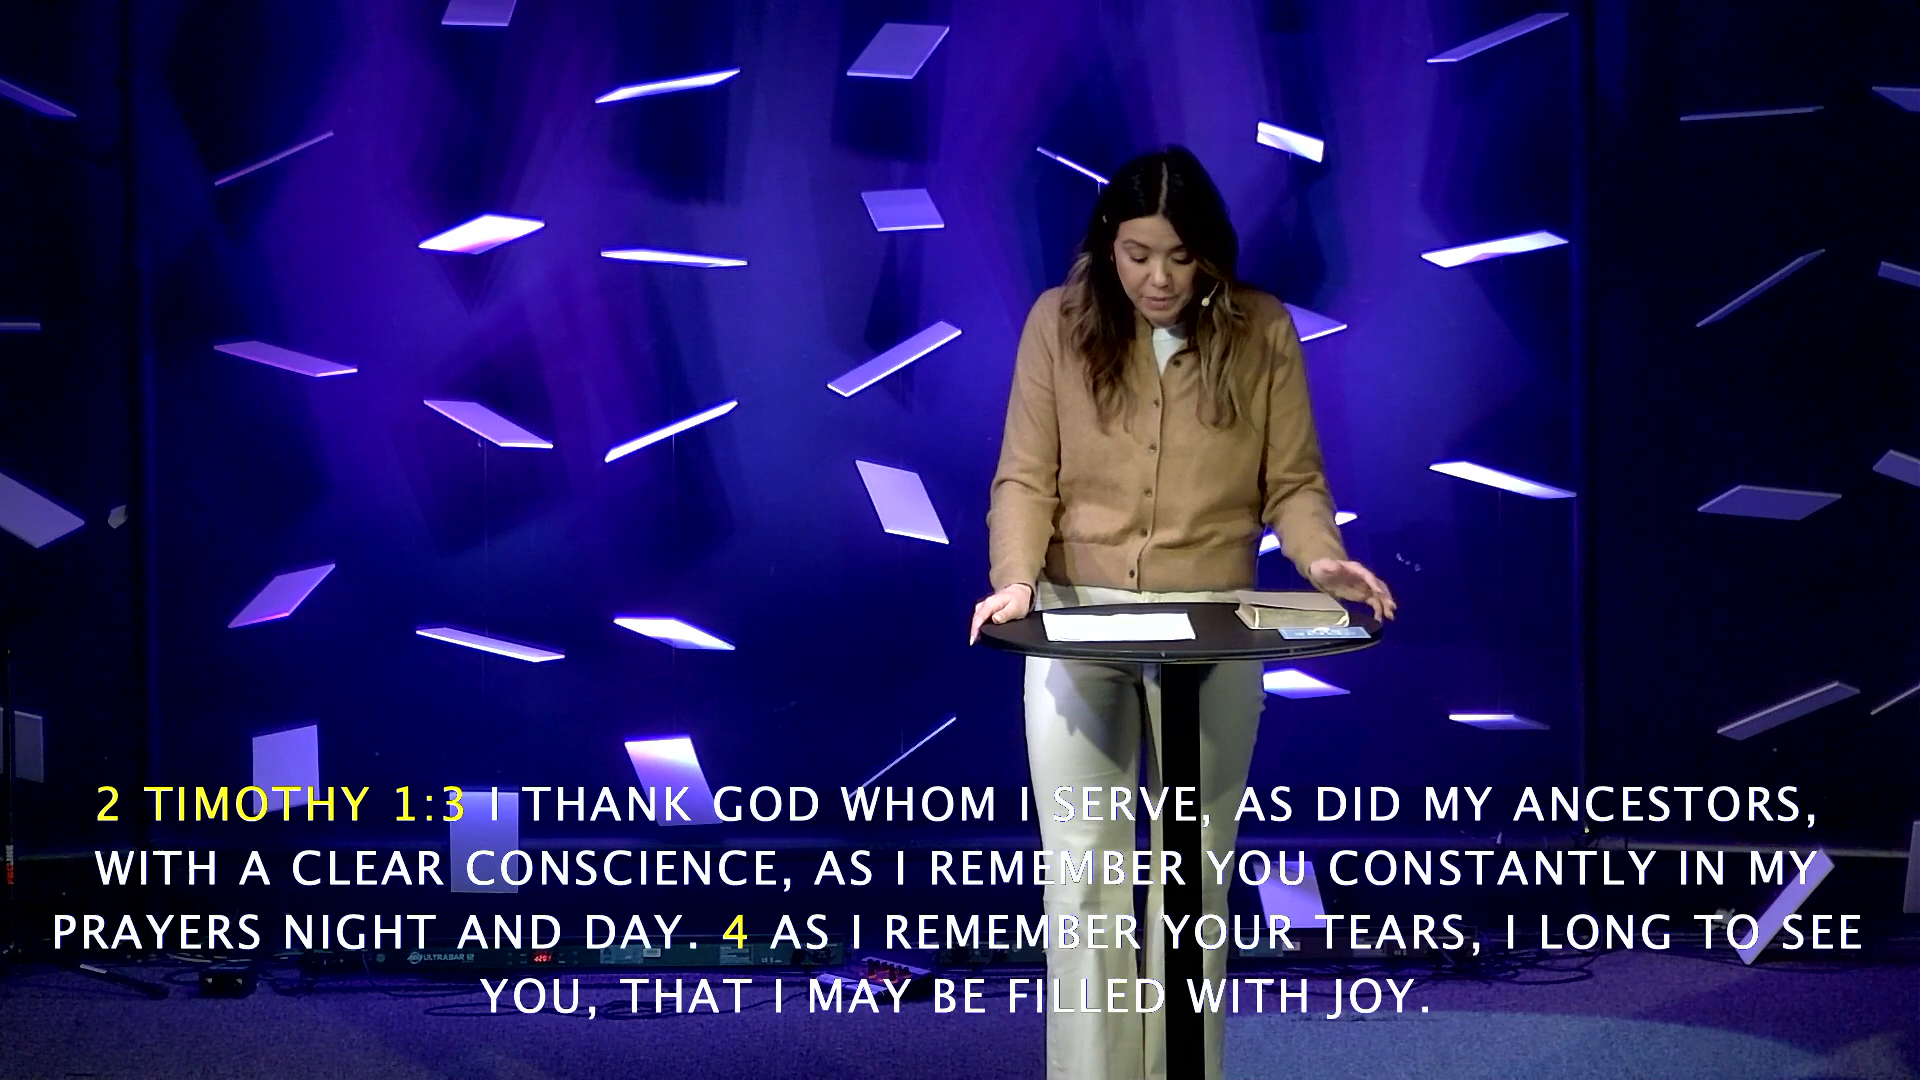 2 TIMOTHY 1:3 I THANK GOD WHOM I SERVE, AS DID MY ANCESTORS,
WITH A CLEAR CONSCIENCE, AS I REMEMBER YOU CONSTANTLY IN MY
PRAYERS NIGHT AND DAY. 4 AS I REMEMBER YOUR TEARS, I LONG TO SEE
YOU, THAT I MAY BE FILLED WITH JOY.
ULTRABAR 12